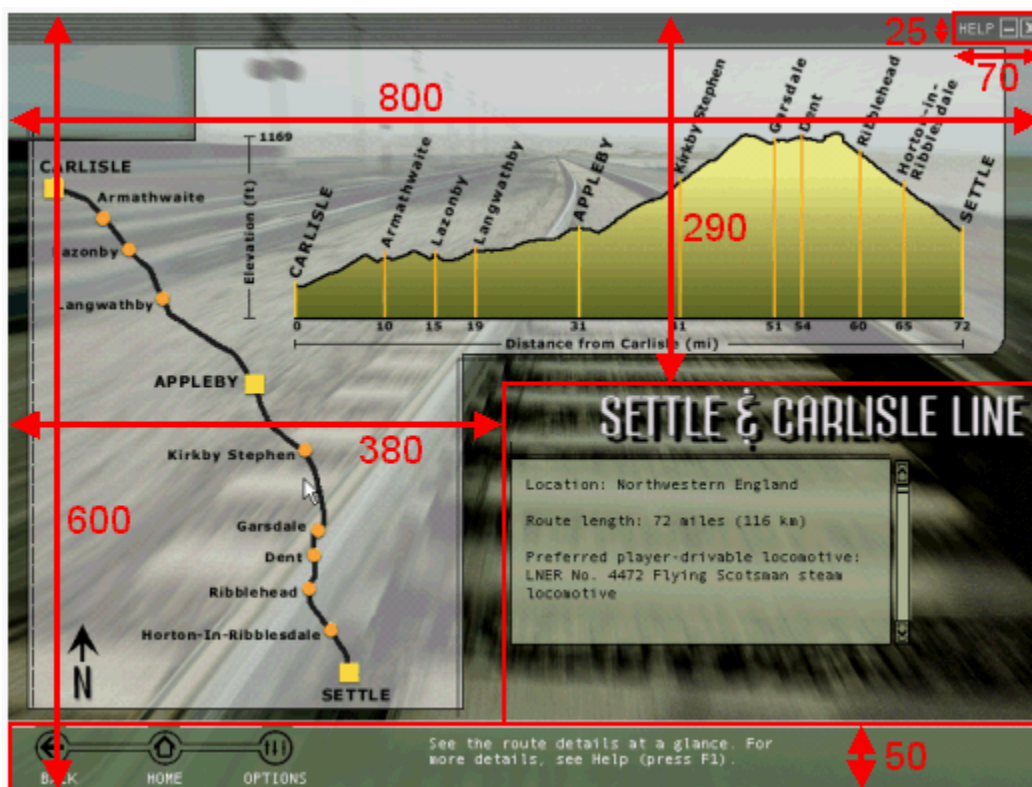 25
HELP
70
800
1169
Elevation (ft)
CARLISLE
Armathwaite
Lazonby
Langwathby
APPLEBY
Kirkby Stephen
Garsdale
Dent
Ribblehead
Horton-in-
Ribblesdale
SETTLE
0 10 15 19 31 41 51 54 60 65 72
Distance from Carlisle (mi)
290
CARLISLE
Armathwaite
Lazonby
Langwathby
APPLEBY
380
Kirkby Stephen
600
Garsdale
Dent
Ribblehead
Horton-In-Ribblesdale
N
SETTLE
SETTLE & CARLISLE LINE
Location: Northwestern England
Route length: 72 miles (116 km)
Preferred player-drivable locomotive:
LNER No. 4472 Flying Scotsman steam
locomotive
BACK
HOME
OPTIONS
See the route details at a glance. For
more details, see Help (press F1).
50